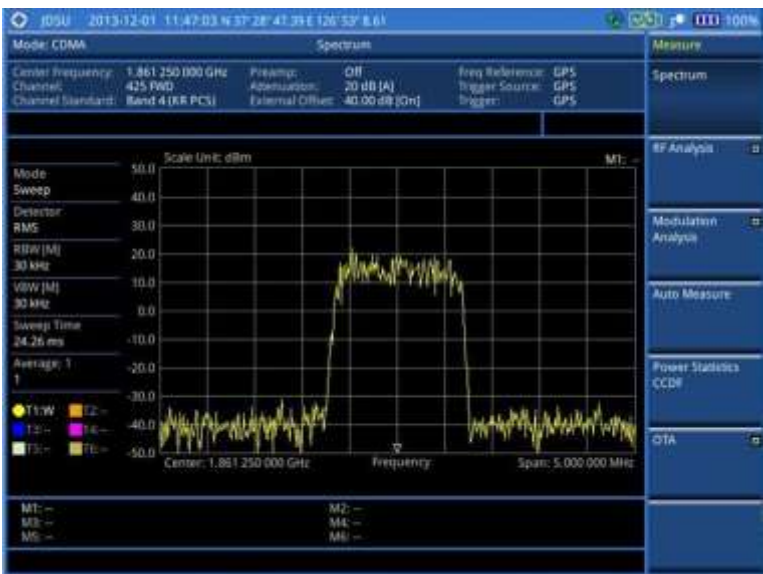 JDSU 2013-12-01 11:47:03 N 37° 28' 47.39 E 126° 53' 8.61 100%
Mode: CDMA Spectrum Measure
Center Frequency: 1.861 250 000 GHz Preamp: Off Freq Reference: GPS
Channel: 425 FWD Attenuation: 20 dB [A] Trigger Source: GPS
Channel Standard: Band 4 (KR PCS) External Offset: 40.00 dB [On] Trigger: GPS
Spectrum
Scale Unit: dBm M1: --
Mode
Sweep
Detector
RMS
RBW [M]
30 kHz
VBW [M]
30 kHz
Sweep Time
24.26 ms
Average: 1
1
T1:W T2:--
T3:-- T4:--
T5:-- T6:--
50.0
40.0
30.0
20.0
10.0
0.0
-10.0
-20.0
-30.0
-40.0
-50.0
Center: 1.861 250 000 GHz Frequency Span: 5.000 000 MHz
M1: -- M2: --
M3: -- M4: --
M5: -- M6: --
RF Analysis
Modulation
Analysis
Auto Measure
Power Statistics
CCDF
OTA